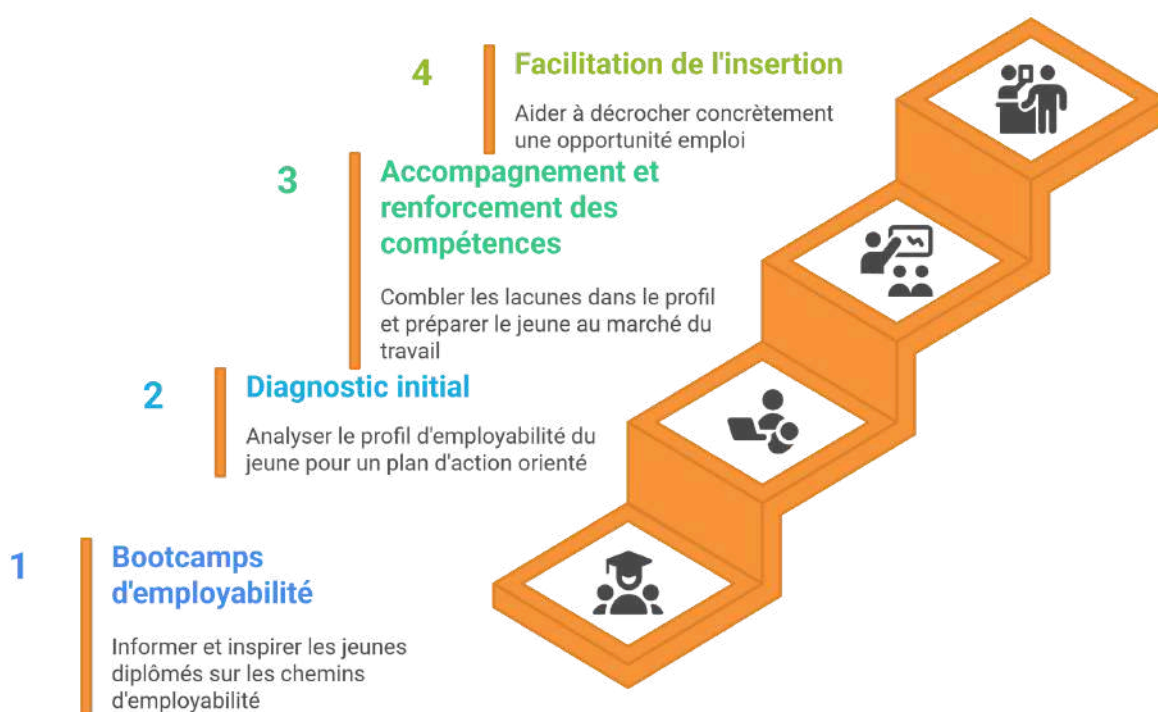 4
Facilitation de l'insertion
Aider à décrocher concrètement
une opportunité emploi
3
Accompagnement et
renforcement des
compétences
Combler les lacunes dans le profil
et préparer le jeune au marché du
travail
2
Diagnostic initial
Analyser le profil d'employabilité du
jeune pour un plan d'action orienté
1
Bootcamps
d'employabilité
Informer et inspirer les jeunes
diplômés sur les chemins
d'employabilité